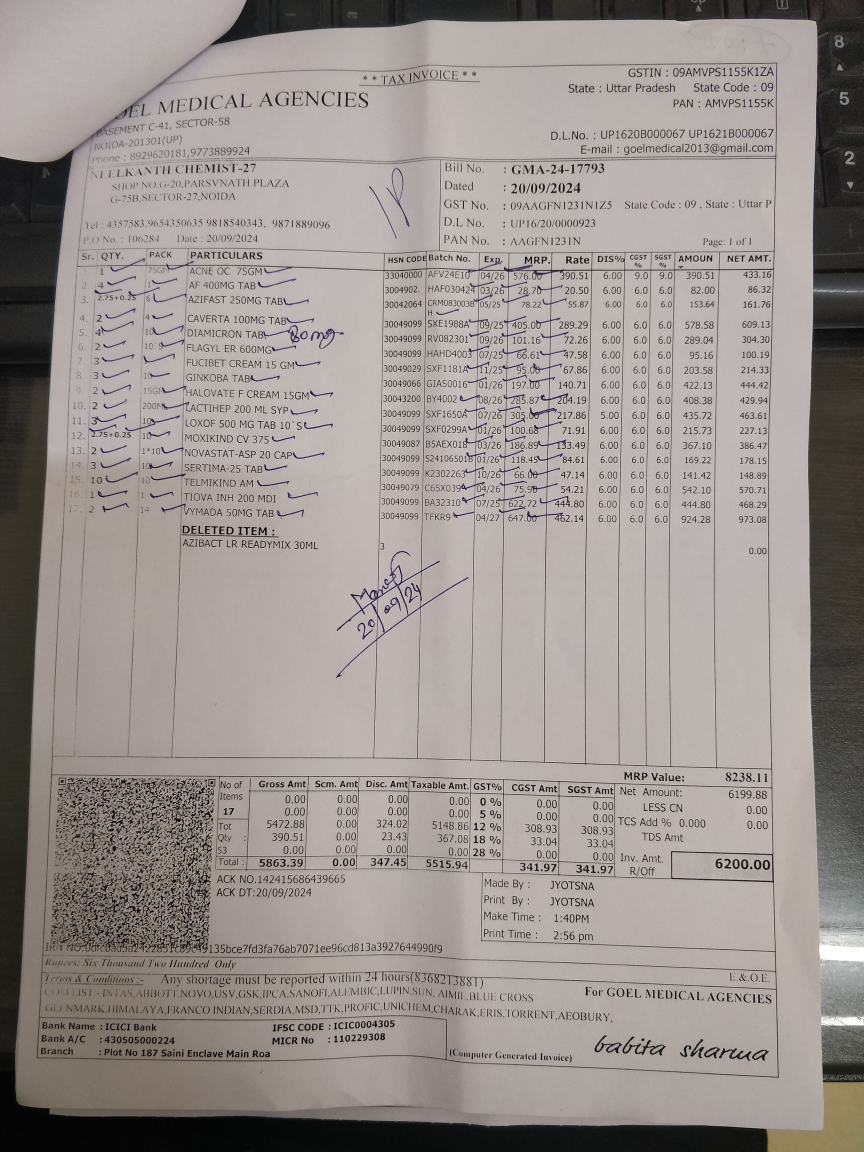 * * TAX INVOICE * *
GSTIN : 09AMVPS1155K1ZA
State : Uttar Pradesh State Code : 09
PAN : AMVPS1155K
GOEL MEDICAL AGENCIES
BASEMENT C-41, SECTOR-58
NOIDA-201301(UP)
Phone : 8929620181,9773889924
D.L.No. : UP1620B000067 UP1621B000067
E-mail : goelmedical2013@gmail.com
NEELKANTH CHEMIST-27
SHOP NO.G-20,PARSVNATH PLAZA
G-75B,SECTOR-27,NOIDA
Tel : 4357583,9654350635 9818540343, 9871889096
P.O No. : 106284 Date : 20/09/2024
Bill No. : GMA-24-17793
Dated : 20/09/2024
GST No. : 09AAGFN1231N1Z5 State Code : 09 , State : Uttar P
D.L No. : UP16/20/0000923
PAN No. : AAGFN1231N Page: 1 of 1
Sr. QTY. PACK PARTICULARS HSN CODE Batch No. Exp. MRP. Rate DIS% CGST % SGST % AMOUN NET AMT.
1. 1 75GM ACNE OC 75GM 33040000 AFV24E10 04/26 576.00 390.51 6.00 9.0 9.0 390.51 433.16
2. 4 1 AF 400MG TAB 3004902 HAF030424 03/26 28.70 20.50 6.00 6.0 6.0 82.00 86.32
3. 2.75+0.25 6 AZIFAST 250MG TAB 30042064 CRM083003B H 05/25 78.22 55.87 6.00 6.0 6.0 153.64 161.76
4. 2 4 CAVERTA 100MG TAB 30049099 SXE1988A 09/25 405.00 289.29 6.00 6.0 6.0 578.58 609.13
5. 4 10 DIAMICRON TAB 80mg 30049099 RV082301 09/26 101.16 72.26 6.00 6.0 6.0 289.04 304.30
6. 2 10`S FLAGYL ER 600MG 30049099 HAHD4003 07/25 66.61 47.58 6.00 6.0 6.0 95.16 100.19
7. 3 FUCIBET CREAM 15 GM 30049029 SXF1181A 11/25 95.00 67.86 6.00 6.0 6.0 203.58 214.33
8. 3 10 GINKOBA TAB 30049066 GIAS0016 01/26 197.00 140.71 6.00 6.0 6.0 422.13 444.42
9. 2 15GM HALOVATE F CREAM 15GM 30043200 BY4002 08/26 285.87 204.19 6.00 6.0 6.0 408.38 429.94
10. 2 200ML LACTIHEP 200 ML SYP 30049099 SXF1650A 07/26 305.00 217.86 5.00 6.0 6.0 435.72 463.61
11. 3 10 LOXOF 500 MG TAB 10`S 30049099 SXF0299A 01/26 100.68 71.91 6.00 6.0 6.0 215.73 227.13
12. 2.75+0.25 10 MOXIKIND CV 375 30049087 B5AEX018 03/26 186.89 133.49 6.00 6.0 6.0 367.10 386.47
13. 2 1*10 NOVASTAT-ASP 20 CAP 30049099 S24106501B 01/26 118.45 84.61 6.00 6.0 6.0 169.22 178.15
14. 3 10 SERTIMA-25 TAB 30049099 K2302263 10/26 66.00 47.14 6.00 6.0 6.0 141.42 148.89
15. 10 10 TELMIKIND AM 30049079 C65X039 04/26 75.90 54.21 6.00 6.0 6.0 542.10 570.71
16. 1 1 TIOVA INH 200 MDI 30049099 BA32310 07/25 622.72 444.80 6.00 6.0 6.0 444.80 468.29
17. 2 14 VYMADA 50MG TAB 30049099 TFKR9 04/27 647.00 462.14 6.00 6.0 6.0 924.28 973.08
DELETED ITEM :
AZIBACT LR READYMIX 30ML 3 0.00
20/09/24
MRP Value: 8238.11
No of Items 17 Tot Qty : 53
Gross Amt Scm. Amt Disc. Amt Taxable Amt. GST% CGST Amt SGST Amt
0.00 0.00 0.00 0.00 0 % 0.00 0.00
0.00 0.00 0.00 0.00 5 % 0.00 0.00
5472.88 0.00 324.02 5148.86 12 % 308.93 308.93
390.51 0.00 23.43 367.08 18 % 33.04 33.04
0.00 0.00 0.00 0.00 28 % 0.00 0.00
Total : 5863.39 0.00 347.45 5515.94 341.97 341.97
Net Amount: 6199.88
LESS CN 0.00
TCS Add % 0.000 0.00
TDS Amt
Inv. Amt. R/Off 6200.00
ACK NO.142415686439665
ACK DT:20/09/2024
Made By : JYOTSNA
Print By : JYOTSNA
Make Time : 1:40PM
Print Time : 2:56 pm
Rupees: Six Thousand Two Hundred Only
Terms & Conditions :- Any shortage must be reported within 24 hours(8368213881) E.& O.E.
INTAS,ABBOTT,NOVO,USV,GSK,IPCA,SANOFI,ALEMBIC,LUPIN,SUN, AIMIL,BLUE CROSS
GLENMARK,HIMALAYA,FRANCO INDIAN,SERDIA,MSD,TTK,PROFIC,UNICHEM,CHARAK,ERIS,TORRENT,AEOBURY,
For GOEL MEDICAL AGENCIES
Bank Name : ICICI Bank IFSC CODE : ICIC0004305
Bank A/C : 430505000224 MICR No : 110229308
Branch : Plot No 187 Saini Enclave Main Roa
(Computer Generated Invoice)
babita sharma